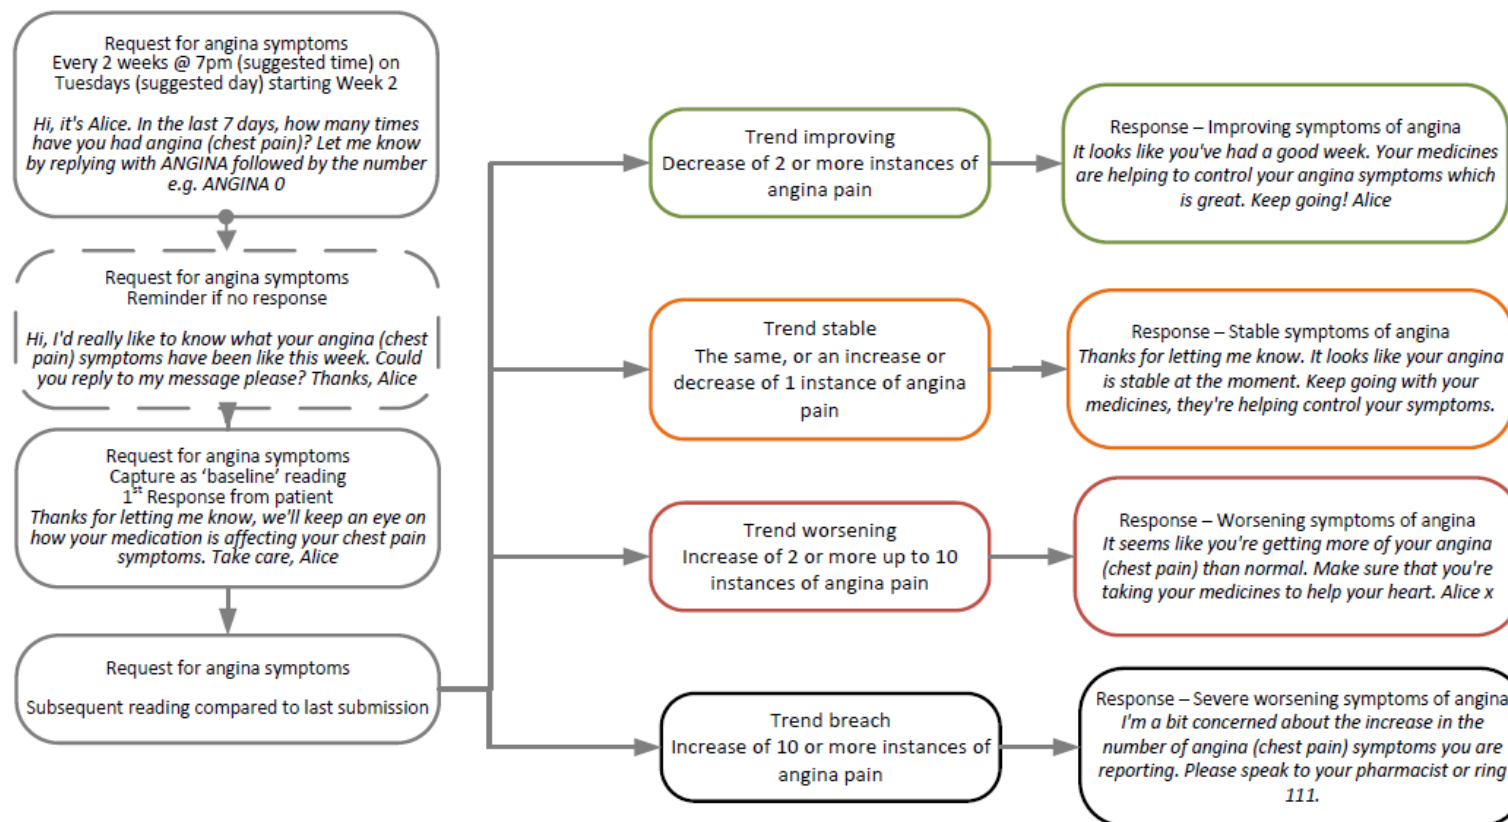 Request for angina symptoms
Every 2 weeks @ 7pm (suggested time) on
Tuesdays (suggested day) starting Week 2
Hi, it's Alice. In the last 7 days, how many times
have you had angina (chest pain)? Let me know
by replying with ANGINA followed by the number
e.g. ANGINA 0
Request for angina symptoms
Reminder if no response
Hi, I'd really like to know what your angina (chest
pain) symptoms have been like this week. Could
you reply to my message please? Thanks, Alice
Request for angina symptoms
Capture as ‘baseline’ reading
1st Response from patient
Thanks for letting me know, we'll keep an eye on
how your medication is affecting your chest pain
symptoms. Take care, Alice
Request for angina symptoms
Subsequent reading compared to last submission
Trend improving
Decrease of 2 or more instances of
angina pain
Response – Improving symptoms of angina
It looks like you've had a good week. Your medicines
are helping to control your angina symptoms which
is great. Keep going! Alice
Trend stable
The same, or an increase or
decrease of 1 instance of angina
pain
Response – Stable symptoms of angina
Thanks for letting me know. It looks like your angina
is stable at the moment. Keep going with your
medicines, they're helping control your symptoms.
Trend worsening
Increase of 2 or more up to 10
instances of angina pain
Response – Worsening symptoms of angina
It seems like you're getting more of your angina
(chest pain) than normal. Make sure that you're
taking your medicines to help your heart. Alice x
Trend breach
Increase of 10 or more instances of
angina pain
Response – Severe worsening symptoms of angina
I'm a bit concerned about the increase in the
number of angina (chest pain) symptoms you are
reporting. Please speak to your pharmacist or ring
111.